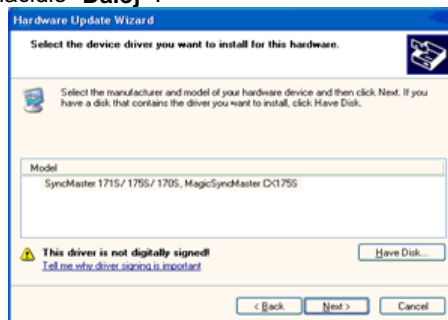 "Dalej".
Hardware Update Wizard
Select the device driver you want to install for this hardware.
Select the manufacturer and model of your hardware device and then click Next. If you
have a disk that contains the driver you want to install, click Have Disk.
Model
SyncMaster 171S/ 175S/ 170S, MagicSyncMaster CX175S
This driver is not digitally signed!
Have Disk...
Tell me why driver signing is important
< Back
Next >
Cancel